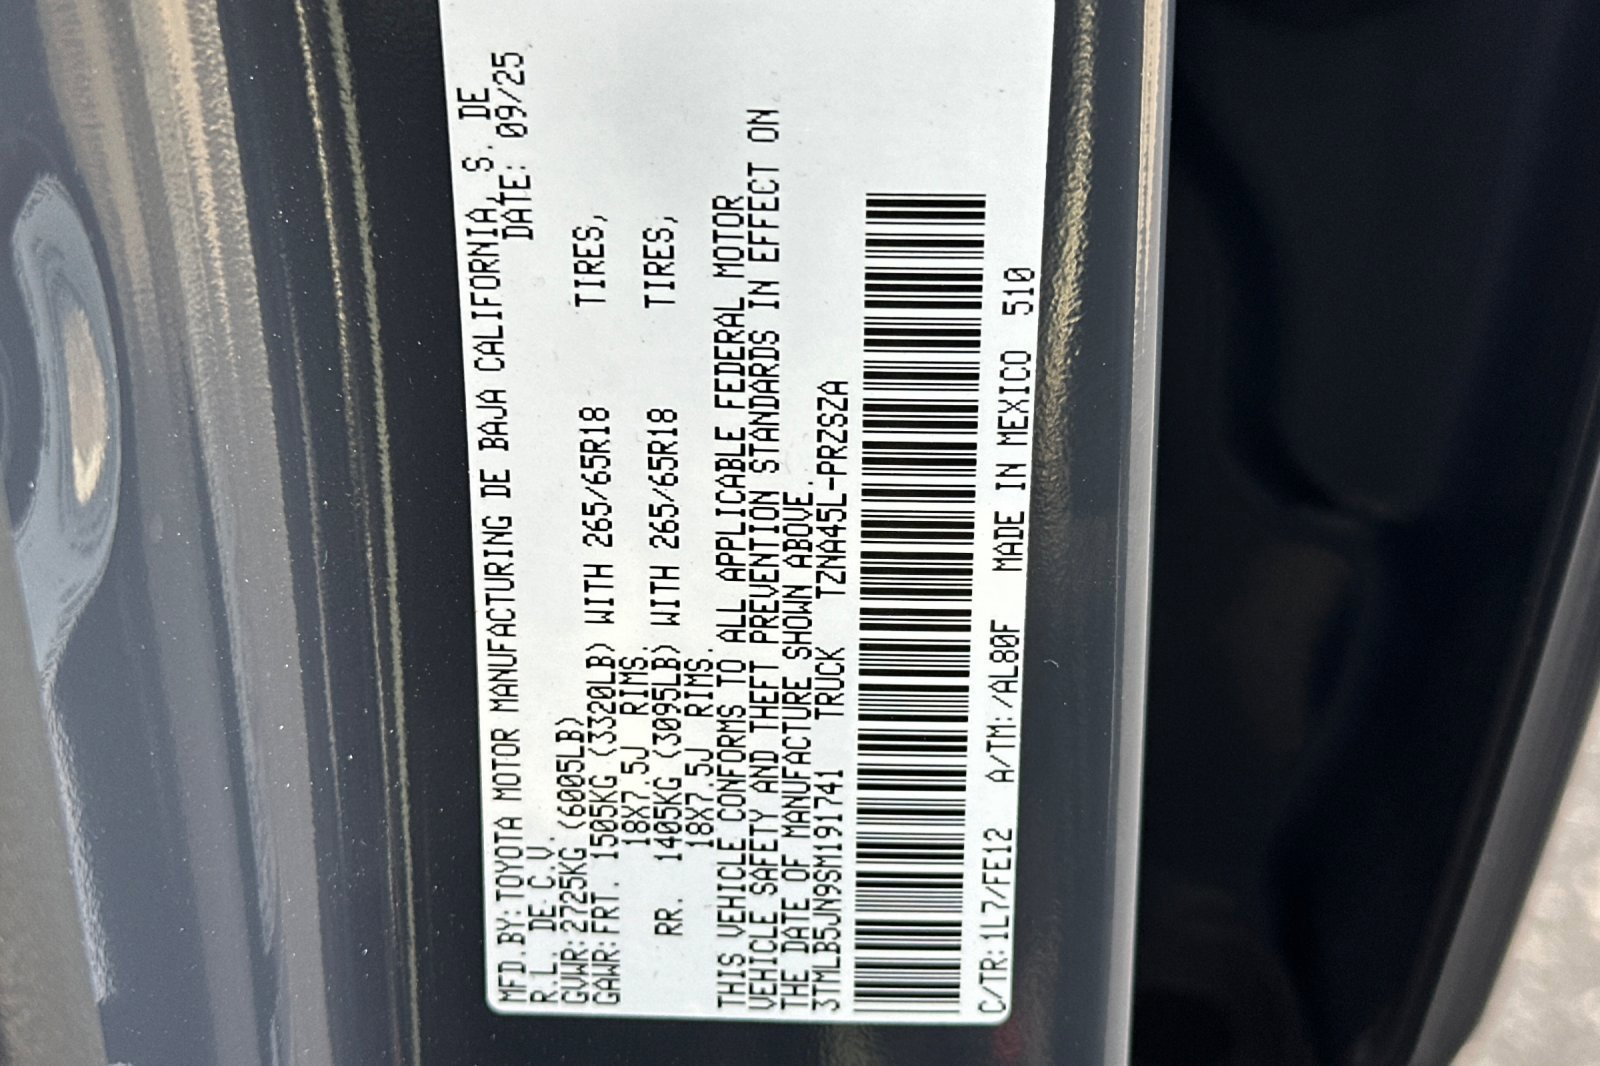 MFD.BY:TOYOTA MOTOR MANUFACTURING DE BAJA CALIFORNIA, S. DE
R.L. DE C.V. DATE: 09/25
GVWR:2725KG (6005LB)
GAWR:FRT. 1505KG (3320LB) WITH 265/65R18 TIRES,
18X7.5J RIMS.
RR. 1405KG (3095LB) WITH 265/65R18 TIRES,
18X7.5J RIMS.
THIS VEHICLE CONFORMS TO ALL APPLICABLE FEDERAL MOTOR
VEHICLE SAFETY AND THEFT PREVENTION STANDARDS IN EFFECT ON
THE DATE OF MANUFACTURE SHOWN ABOVE.
3TMLB5JN9SM191741 TRUCK TZNA45L-PRZSZA
C/TR:1L7/FE12 A/TM:/AL80F MADE IN MEXICO 510